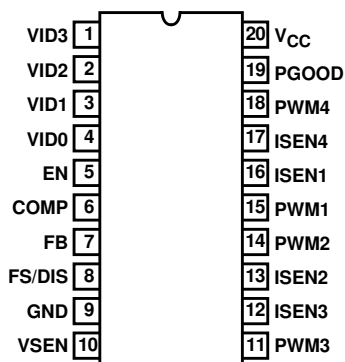 VID3 1 20 VCC
VID2 2 19 PGOOD
VID1 3 18 PWM4
VID0 4 17 ISEN4
EN 5 16 ISEN1
COMP 6 15 PWM1
FB 7 14 PWM2
FS/DIS 8 13 ISEN2
GND 9 12 ISEN3
VSEN 10 11 PWM3